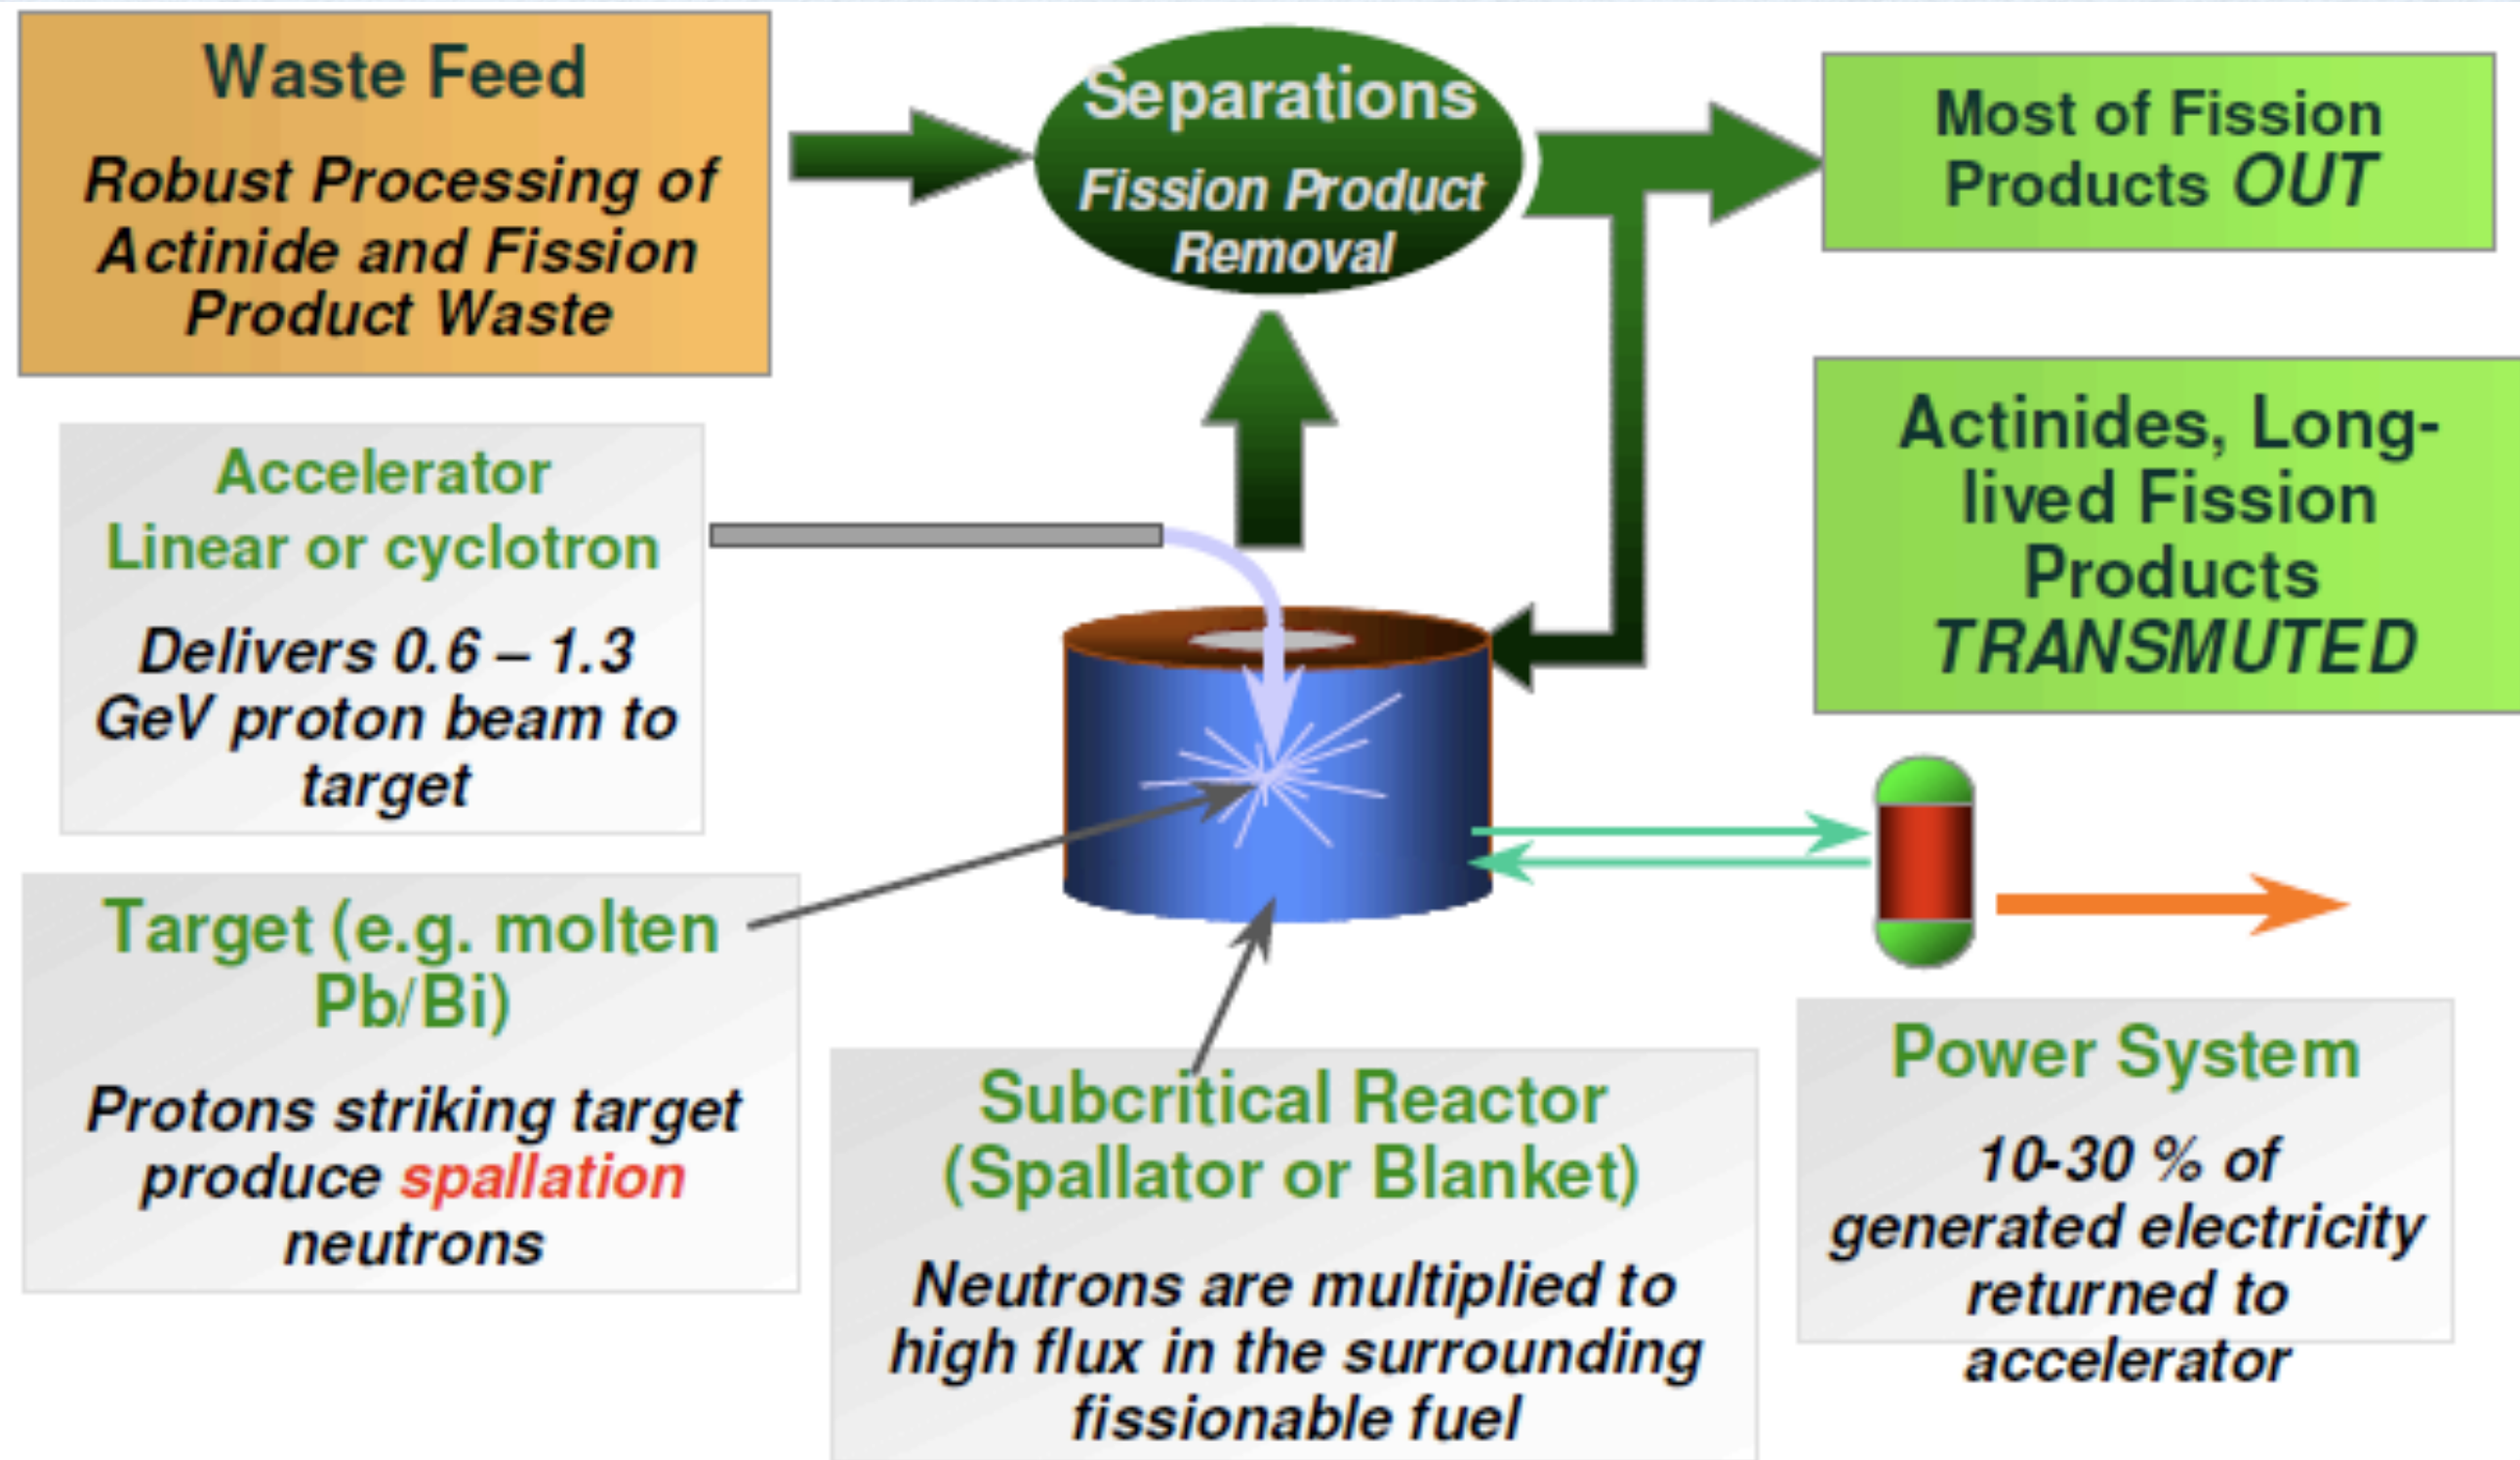 Waste Feed
Robust Processing of
Actinide and Fission
Product Waste
Separations
Fission Product
Removal
Most of Fission
Products OUT
Accelerator
Linear or cyclotron
Delivers 0.6 – 1.3
GeV proton beam to
target
Actinides, Long-
lived Fission
Products
TRANSMUTED
Target (e.g. molten
Pb/Bi)
Protons striking target
produce spallation
neutrons
Subcritical Reactor
(Spallator or Blanket)
Neutrons are multiplied to
high flux in the surrounding
fissionable fuel
Power System
10-30 % of
generated electricity
returned to
accelerator